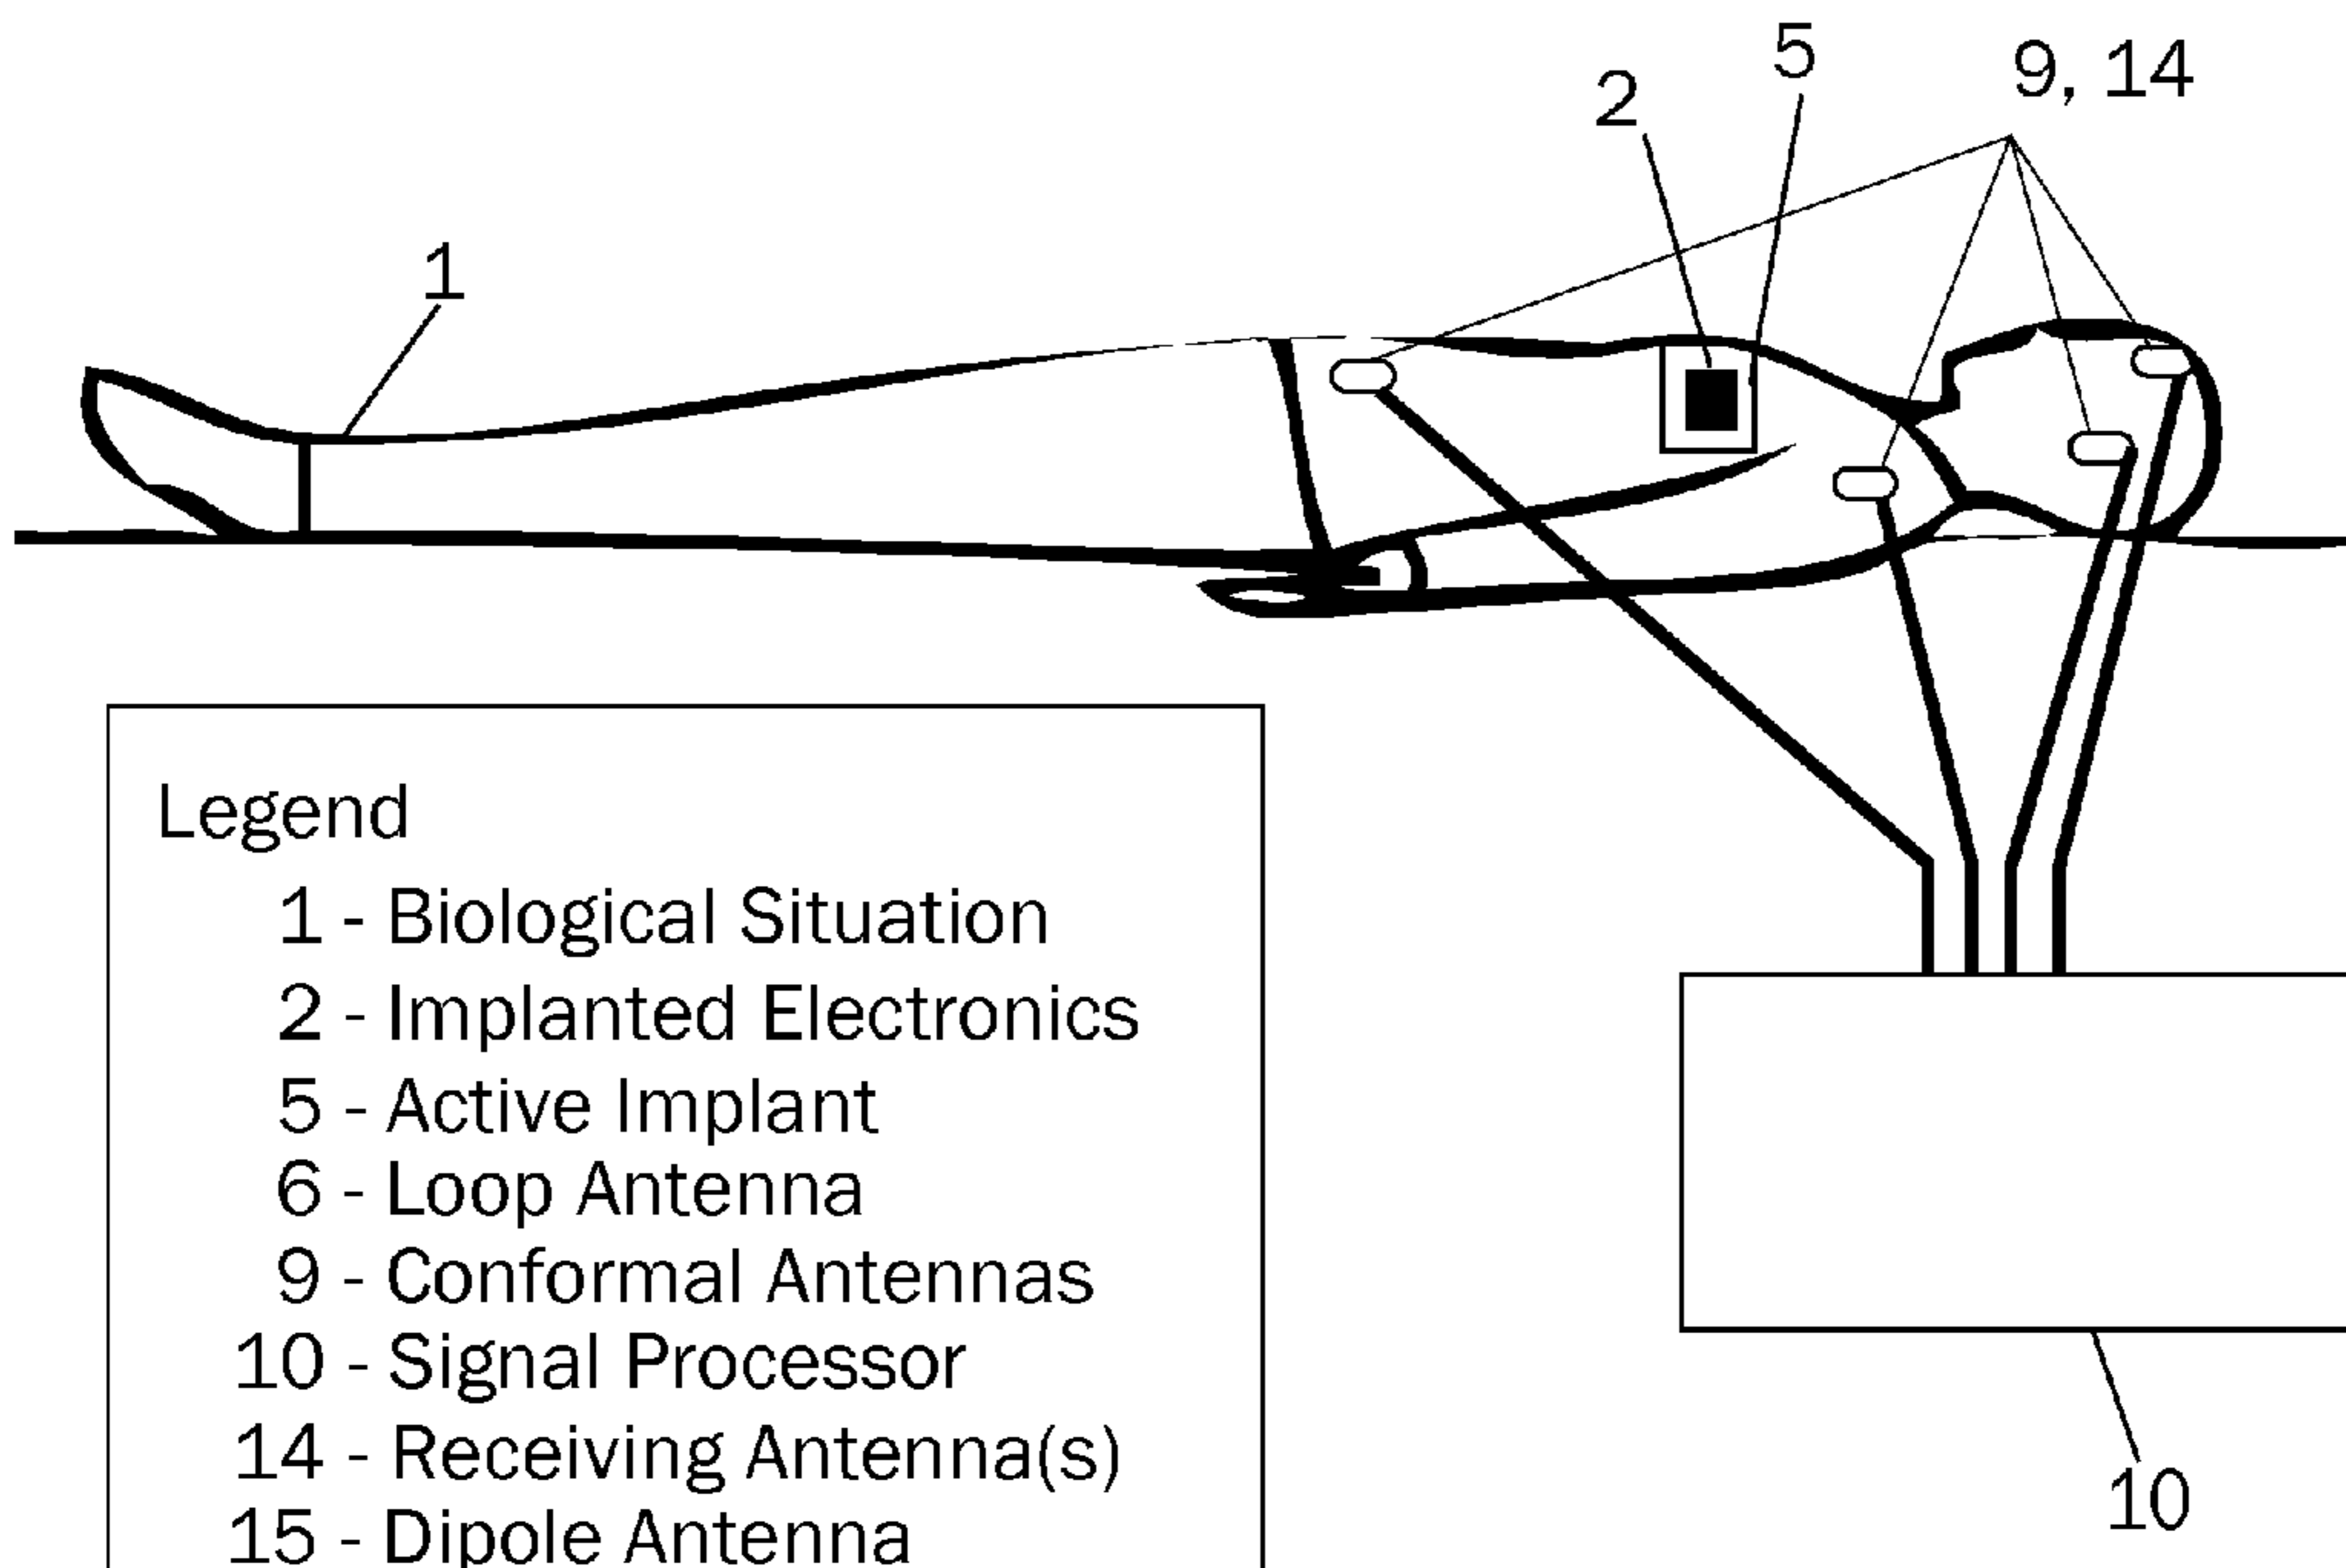 5
9, 14
2
1
Legend
1 - Biological Situation
2 - Implanted Electronics
5 - Active Implant
6 - Loop Antenna
9 - Conformal Antennas
10 - Signal Processor
14 - Receiving Antenna(s)
15 - Dipole Antenna
10